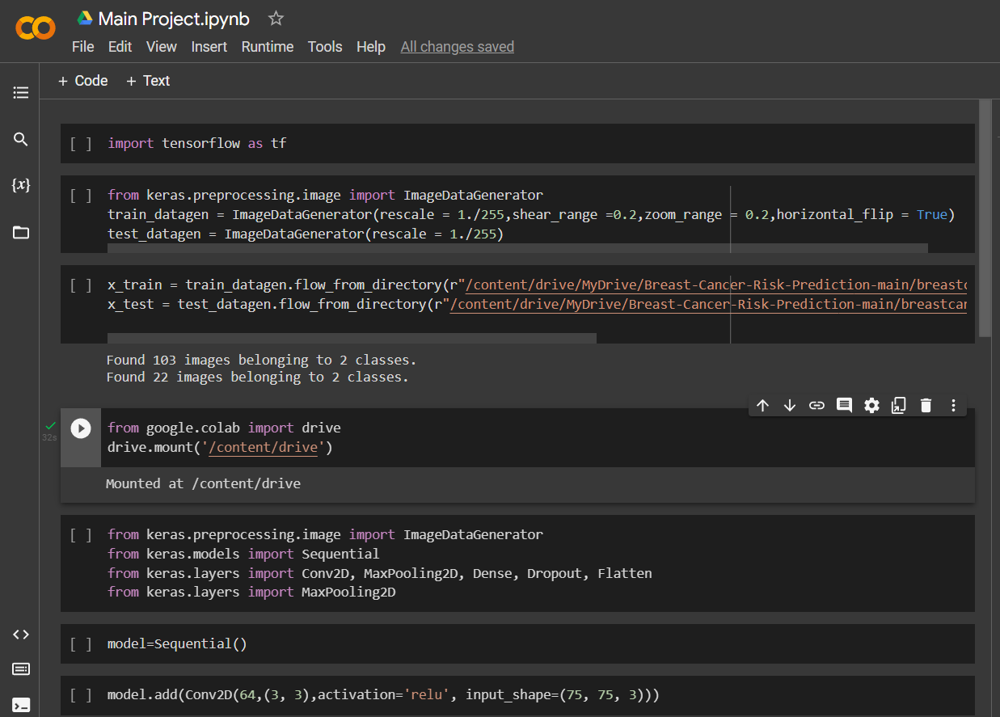 Main Project.ipynb
File Edit View Insert Runtime Tools Help All changes saved
+ Code + Text
[ ] import tensorflow as tf
[ ] from keras.preprocessing.image import ImageDataGenerator
train_datagen = ImageDataGenerator(rescale = 1./255,shear_range =0.2,zoom_range = 0.2,horizontal_flip = True)
test_datagen = ImageDataGenerator(rescale = 1./255)
[ ] x_train = train_datagen.flow_from_directory(r"/content/drive/MyDrive/Breast-Cancer-Risk-Prediction-main/breastc
x_test = test_datagen.flow_from_directory(r"/content/drive/MyDrive/Breast-Cancer-Risk-Prediction-main/breastcan
Found 103 images belonging to 2 classes.
Found 22 images belonging to 2 classes.
32s
from google.colab import drive
drive.mount('/content/drive')
Mounted at /content/drive
[ ] from keras.preprocessing.image import ImageDataGenerator
from keras.models import Sequential
from keras.layers import Conv2D, MaxPooling2D, Dense, Dropout, Flatten
from keras.layers import MaxPooling2D
[ ] model=Sequential()
[ ] model.add(Conv2D(64,(3, 3),activation='relu', input_shape=(75, 75, 3)))